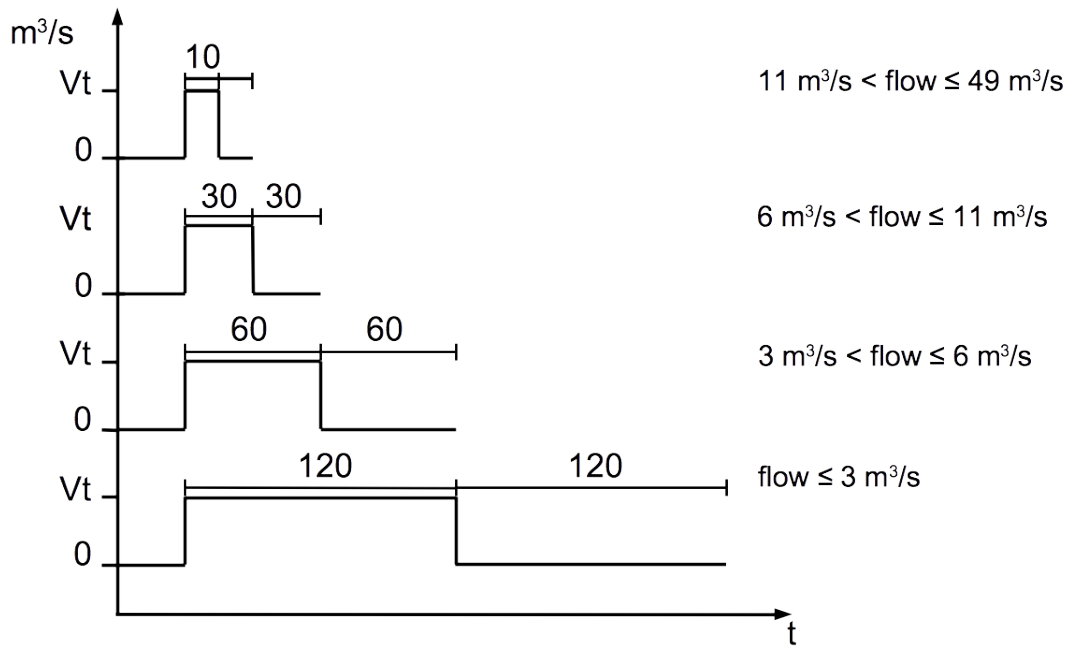 m³/s
10
Vt
11 m³/s < flow ≤ 49 m³/s
0
30 30
Vt
6 m³/s < flow ≤ 11 m³/s
0
60 60
Vt
3 m³/s < flow ≤ 6 m³/s
0
120 120
Vt
flow ≤ 3 m³/s
0
t